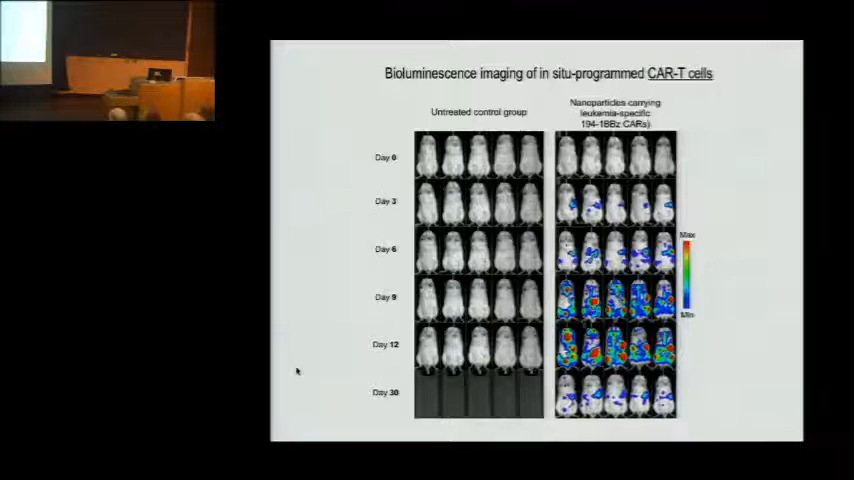 Bioluminescence imaging of in situ-programmed CAR-T cells
Untreated control group
Nanoparticles carrying
leukemia-specific
194-1BBz CARs)
Day 0
Day 3
Day 6
Day 9
Day 12
Day 30
Max
Min